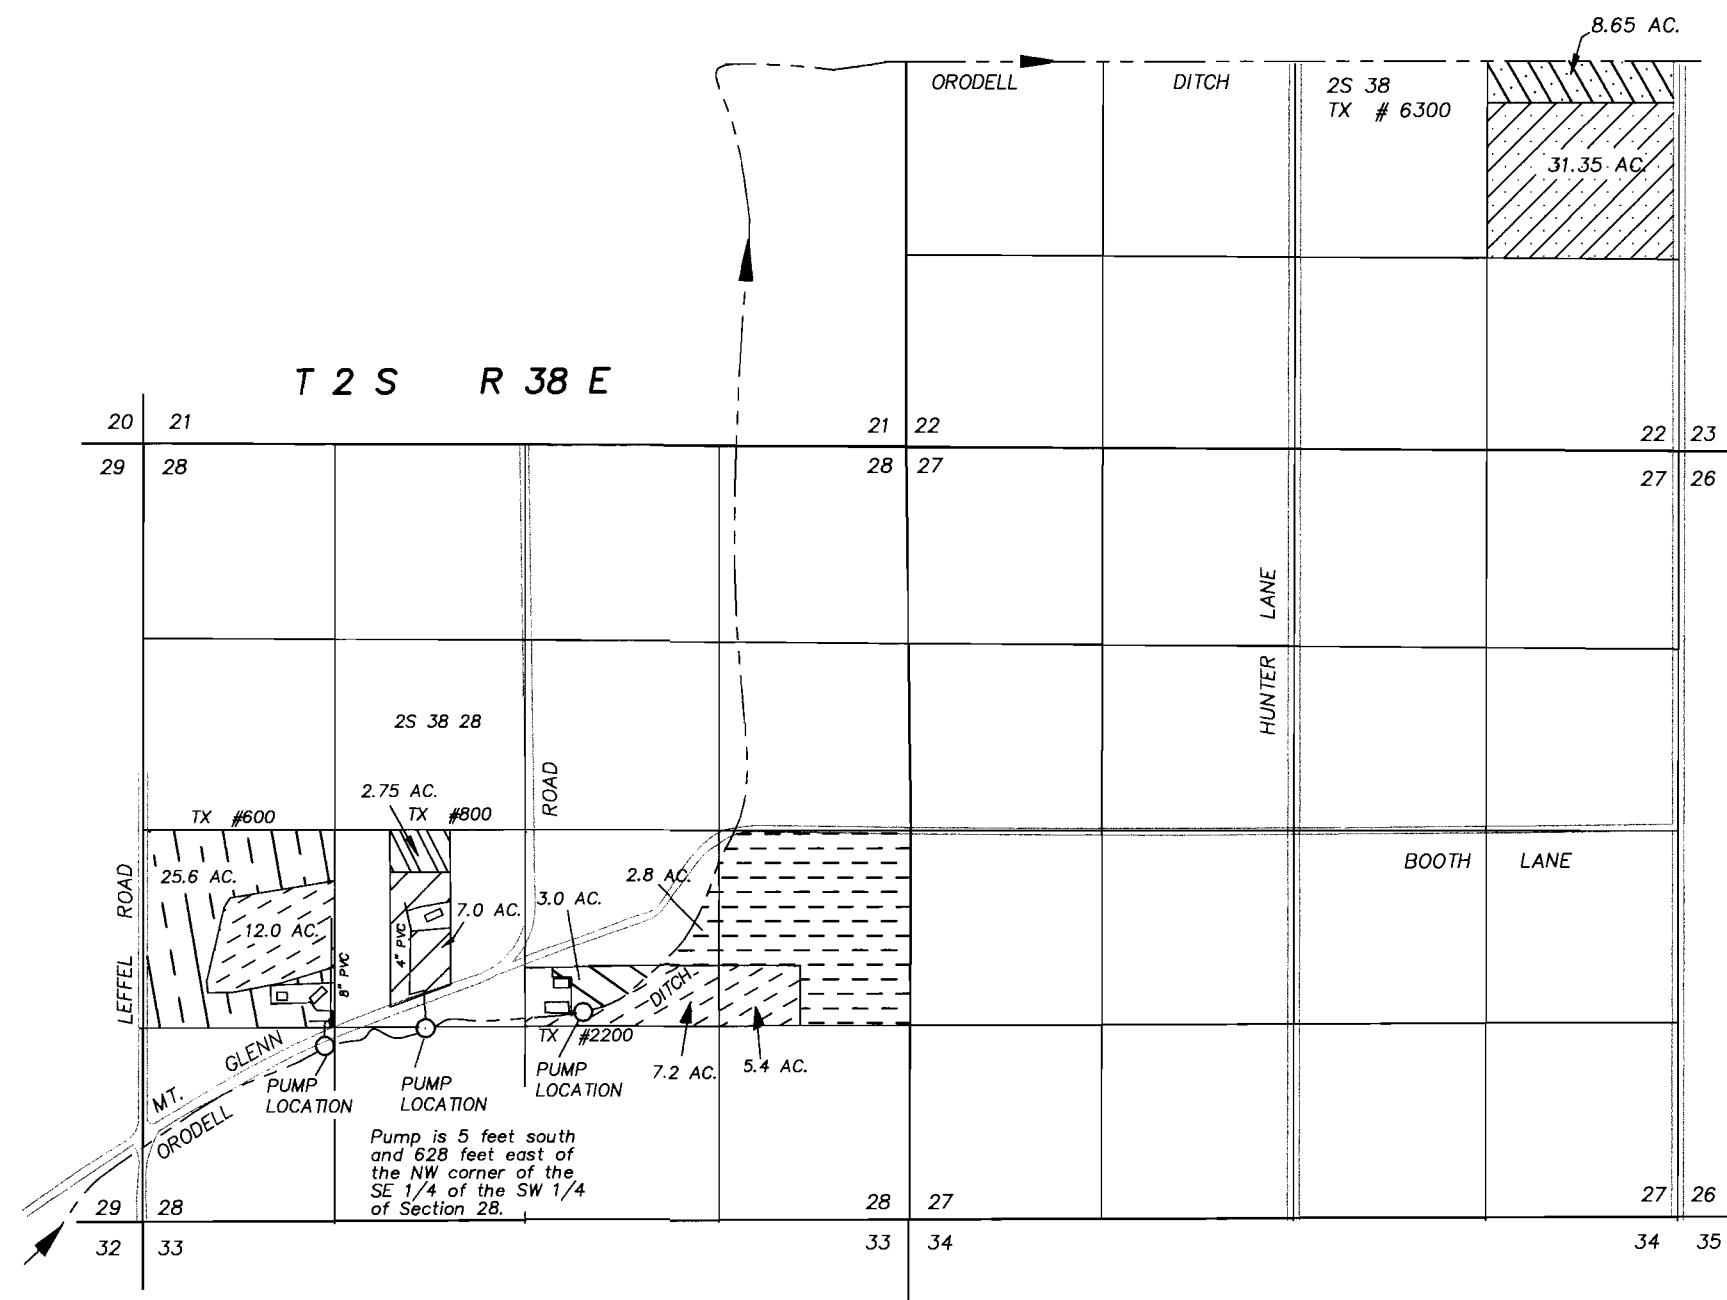 8.65 AC.
ORODELL DITCH
2S 38
TX # 6300
31.35 AC.
T 2 S R 38 E
20 21
21 22
22 23
29 28
28 27
27 26
HUNTER LANE
2S 38 28
ROAD
2.75 AC.
TX #600
TX #800
BOOTH LANE
25.6 AC.
2.8 AC.
3.0 AC.
7.0 AC.
12.0 AC.
LEFFEL ROAD
4" PVC
8" PVC
DITCH
TX #2200
MT. GLENN
ORODELL
PUMP
LOCATION
PUMP
LOCATION
PUMP
LOCATION
7.2 AC.
5.4 AC.
Pump is 5 feet south
and 628 feet east of
the NW corner of the
SE 1/4 of the SW 1/4
of Section 28.
29 28
28 27
27 26
32 33
33 34
34 35